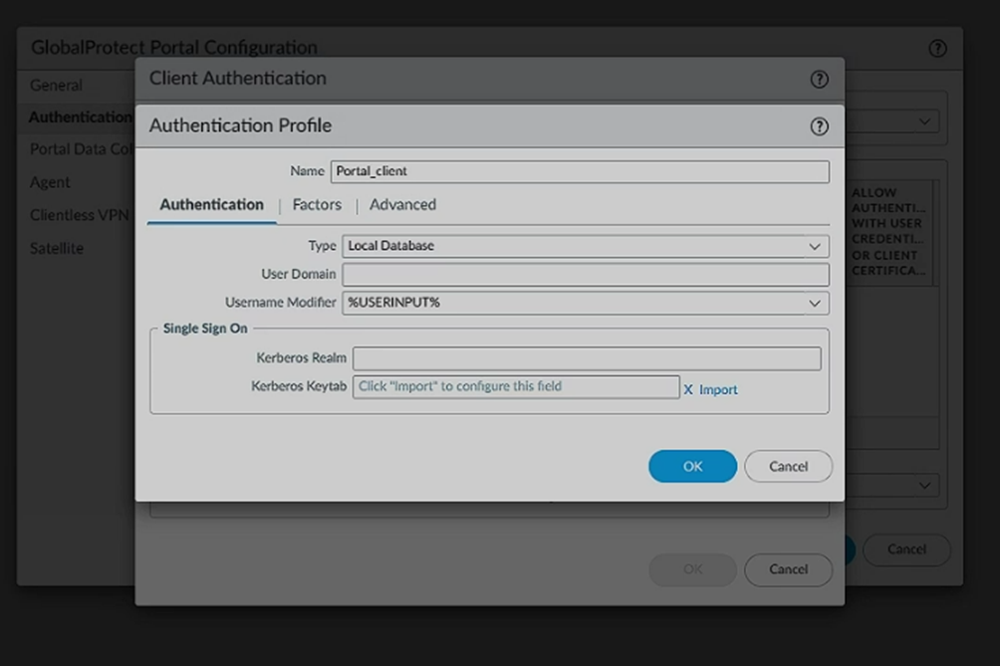 GlobalProtect Portal Configuration
Client Authentication
Authentication Profile
General
Authentication
Portal Data Col
Agent
Clientless VPN
Satellite
Name Portal_client
Authentication | Factors | Advanced
Type Local Database
User Domain
Username Modifier %USERINPUT%
Single Sign On
Kerberos Realm
Kerberos Keytab Click "Import" to configure this field X Import
OK Cancel
ALLOW
AUTHENTI...
WITH USER
CREDENTI...
OR CLIENT
CERTIFICA...
OK Cancel
Cancel